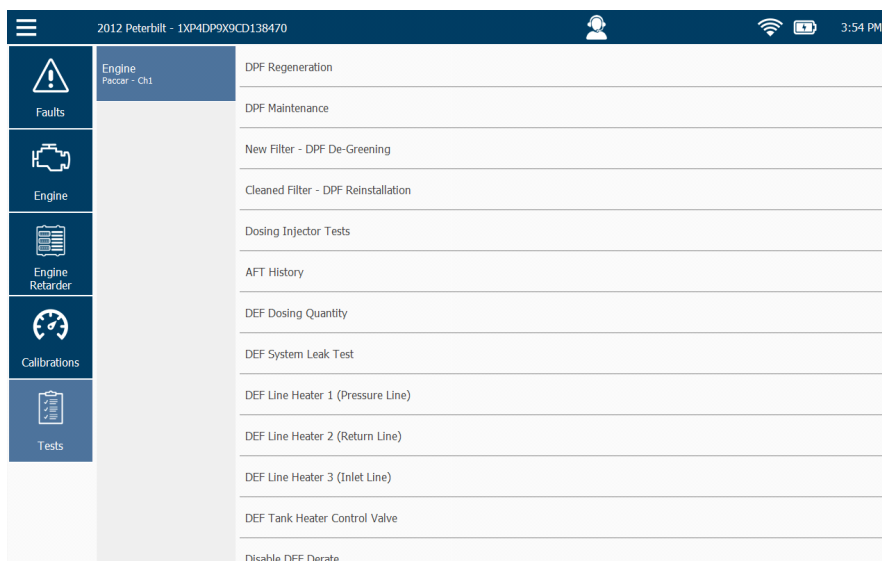 2012 Peterbilt - 1XP4DP9X9CD138470
3:54 PM
Faults
Engine
Engine
Retarder
Calibrations
Tests
Engine
Paccar - Ch1
DPF Regeneration
DPF Maintenance
New Filter - DPF De-Greening
Cleaned Filter - DPF Reinstallation
Dosing Injector Tests
AFT History
DEF Dosing Quantity
DEF System Leak Test
DEF Line Heater 1 (Pressure Line)
DEF Line Heater 2 (Return Line)
DEF Line Heater 3 (Inlet Line)
DEF Tank Heater Control Valve
Disable DEF Derate